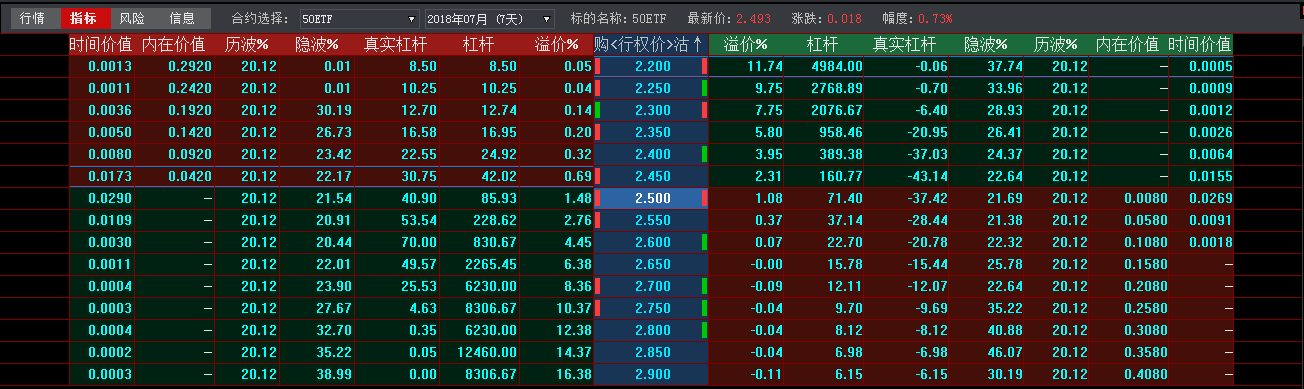 行情 指标 风险 信息 合约选择: 50ETF 2018年07月 (7天) 标的名称: 50ETF 最新价: 2.493 涨跌: 0.018 幅度: 0.73%
时间价值 内在价值 历波% 隐波% 真实杠杆 杠杆 溢价% 购<行权价>沽↑ 溢价% 杠杆 真实杠杆 隐波% 历波% 内在价值 时间价值
0.0013 0.2920 20.12 0.01 8.50 8.50 0.05 2.200 11.74 4984.00 -0.06 37.74 20.12 — 0.0005
0.0011 0.2420 20.12 0.01 10.25 10.25 0.04 2.250 9.75 2768.89 -0.70 33.96 20.12 — 0.0009
0.0036 0.1920 20.12 30.19 12.70 12.74 0.14 2.300 7.75 2076.67 -6.40 28.93 20.12 — 0.0012
0.0050 0.1420 20.12 26.73 16.58 16.95 0.20 2.350 5.80 958.46 -20.95 26.41 20.12 — 0.0026
0.0080 0.0920 20.12 23.42 22.55 24.92 0.32 2.400 3.95 389.38 -37.03 24.37 20.12 — 0.0064
0.0173 0.0420 20.12 22.17 30.75 42.02 0.69 2.450 2.31 160.77 -43.14 22.64 20.12 — 0.0155
0.0290 — 20.12 21.54 40.90 85.93 1.48 2.500 1.08 71.40 -37.42 21.69 20.12 0.0080 0.0269
0.0109 — 20.12 20.91 53.54 228.62 2.76 2.550 0.37 37.14 -28.44 21.38 20.12 0.0580 0.0091
0.0030 — 20.12 20.44 70.00 830.67 4.45 2.600 0.07 22.70 -20.78 22.32 20.12 0.1080 0.0018
0.0011 — 20.12 22.01 49.57 2265.45 6.38 2.650 -0.00 15.78 -15.44 25.78 20.12 0.1580 —
0.0004 — 20.12 23.90 25.53 6230.00 8.36 2.700 -0.09 12.11 -12.07 22.64 20.12 0.2080 —
0.0003 — 20.12 27.67 4.63 8306.67 10.37 2.750 -0.04 9.70 -9.69 35.22 20.12 0.2580 —
0.0004 — 20.12 32.70 0.35 6230.00 12.38 2.800 -0.04 8.12 -8.12 40.88 20.12 0.3080 —
0.0002 — 20.12 35.22 0.05 12460.00 14.37 2.850 -0.04 6.98 -6.98 46.07 20.12 0.3580 —
0.0003 — 20.12 38.99 0.00 8306.67 16.38 2.900 -0.11 6.15 -6.15 30.19 20.12 0.4080 —